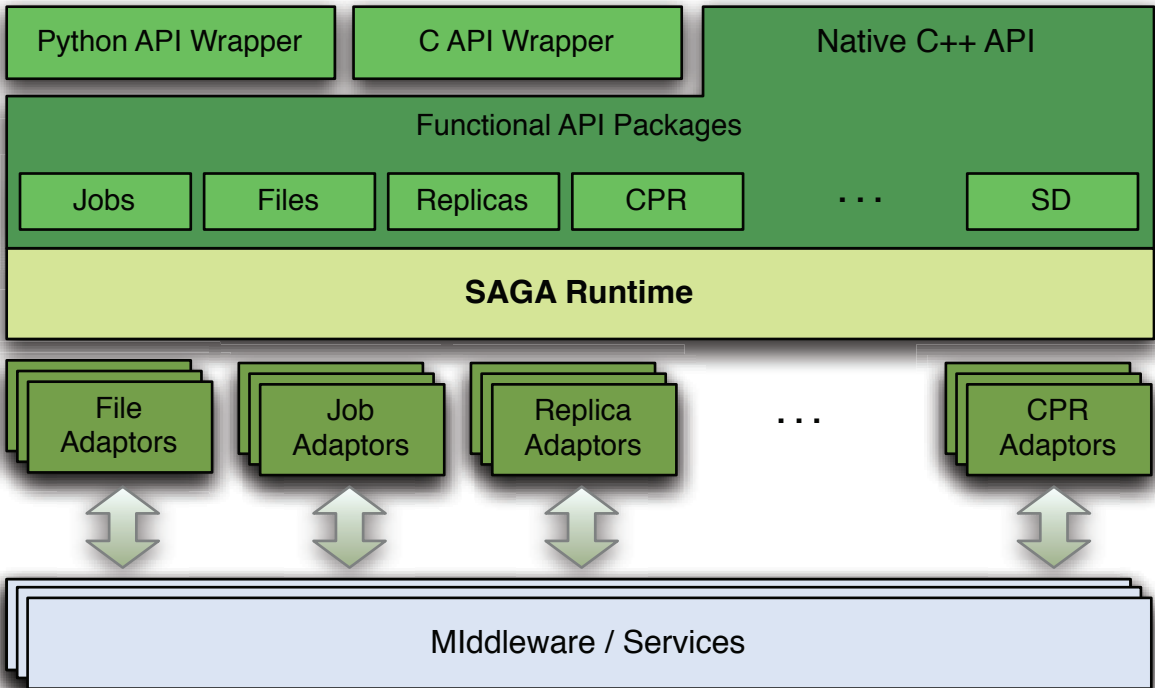 Python API Wrapper
C API Wrapper
Native C++ API
Functional API Packages
Jobs
Files
Replicas
CPR
. . .
SD
SAGA Runtime
File
Adaptors
Job
Adaptors
Replica
Adaptors
. . .
CPR
Adaptors
MIddleware / Services